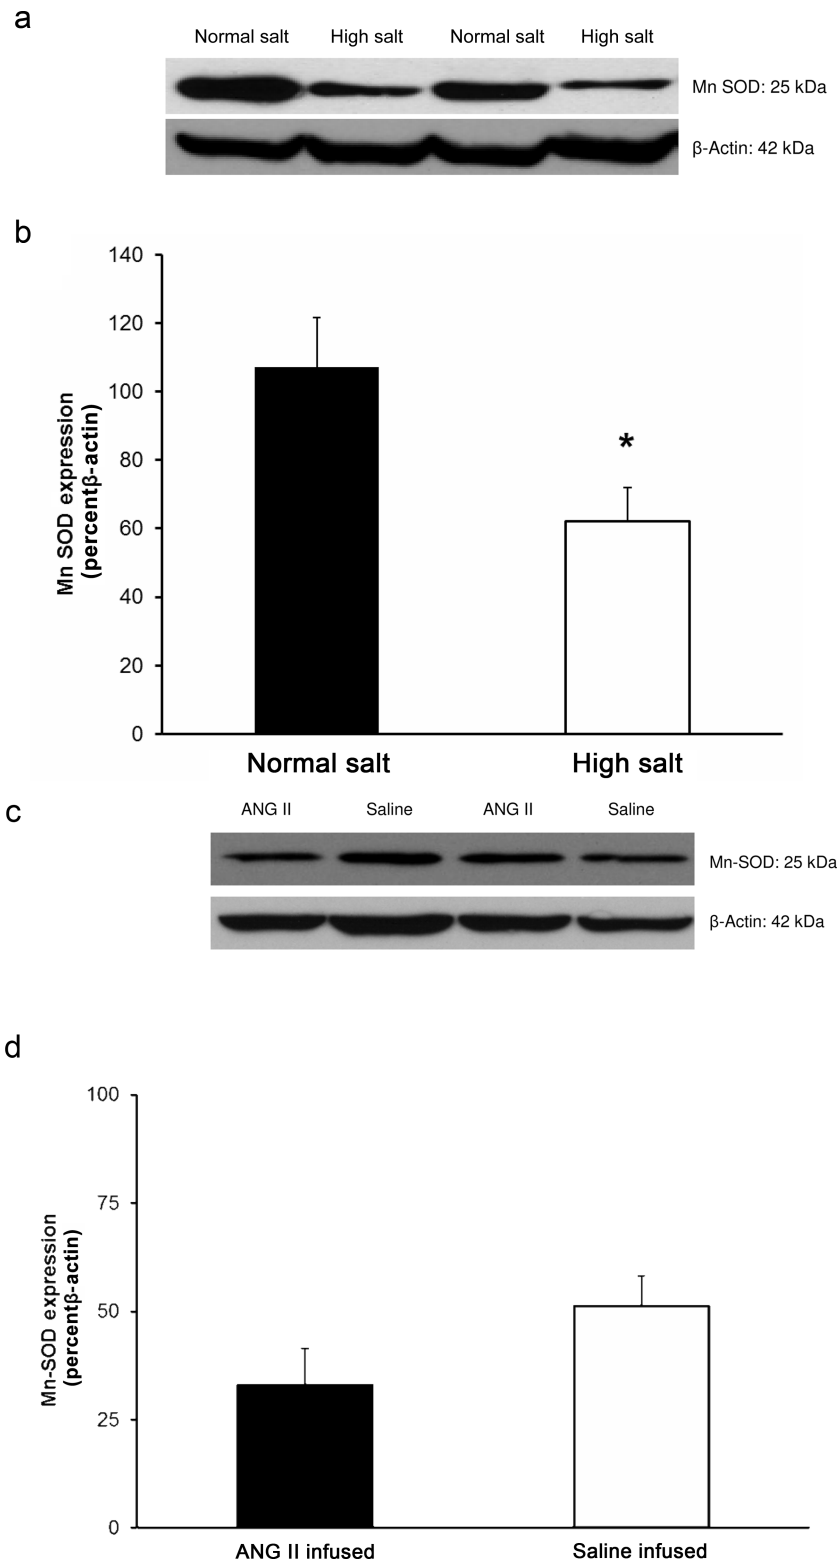 a
Normal salt High salt Normal salt High salt
Mn SOD: 25 kDa
β-Actin: 42 kDa
b
140
120
100
80
60
40
20
0
Mn SOD expression
(percentβ-actin)
*
Normal salt High salt
c
ANG II Saline ANG II Saline
Mn-SOD: 25 kDa
β-Actin: 42 kDa
d
100
75
50
25
0
Mn-SOD expression
(percentβ-actin)
ANG II infused Saline infused